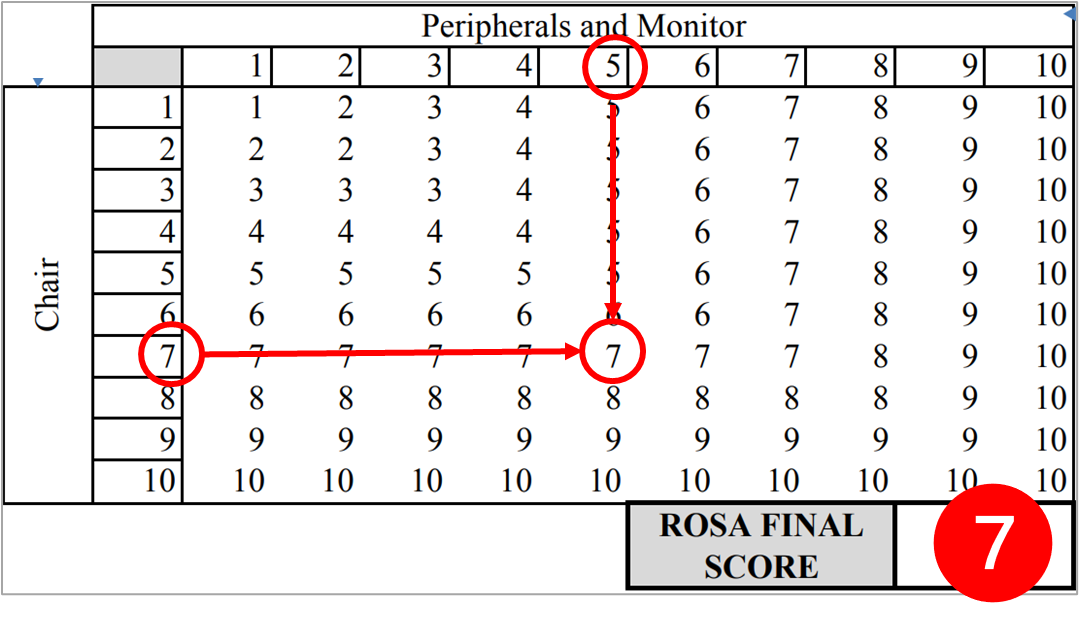 Peripherals and Monitor
1 2 3 4 5 6 7 8 9 10
Chair
1 1 2 3 4 5 6 7 8 9 10
2 2 2 3 4 5 6 7 8 9 10
3 3 3 3 4 5 6 7 8 9 10
4 4 4 4 4 5 6 7 8 9 10
5 5 5 5 5 5 6 7 8 9 10
6 6 6 6 6 6 6 7 8 9 10
7 7 7 7 7 7 7 7 8 9 10
8 8 8 8 8 8 8 8 8 9 10
9 9 9 9 9 9 9 9 9 9 10
10 10 10 10 10 10 10 10 10 10 10
ROSA FINAL
SCORE
7